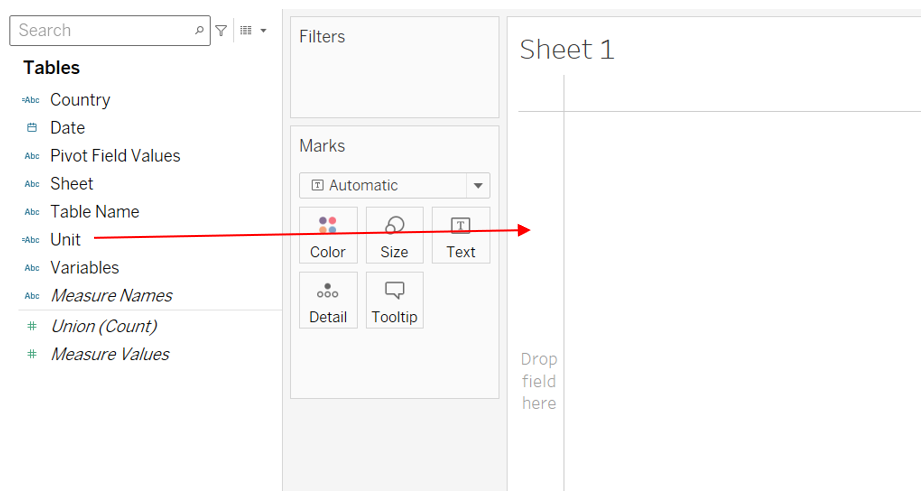 Search
Tables
=Abc Country
Date
Abc Pivot Field Values
Abc Sheet
Abc Table Name
=Abc Unit
Abc Variables
Abc Measure Names
# Union (Count)
# Measure Values
Filters
Marks
T Automatic
Color
Size
T
Text
Detail
Tooltip
Sheet 1
Drop
field
here